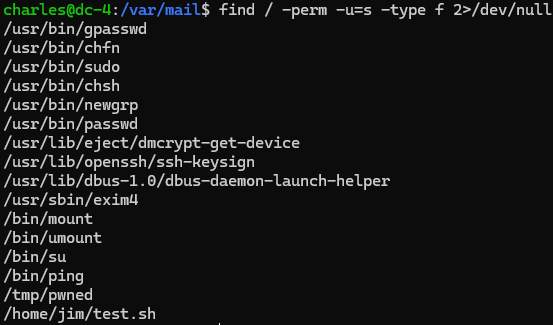 charles@dc-4:/var/mail$ find / -perm -u=s -type f 2>/dev/null
/usr/bin/gpasswd
/usr/bin/chfn
/usr/bin/sudo
/usr/bin/chsh
/usr/bin/newgrp
/usr/bin/passwd
/usr/lib/eject/dmcrypt-get-device
/usr/lib/openssh/ssh-keysign
/usr/lib/dbus-1.0/dbus-daemon-launch-helper
/usr/sbin/exim4
/bin/mount
/bin/umount
/bin/su
/bin/ping
/tmp/pwned
/home/jim/test.sh